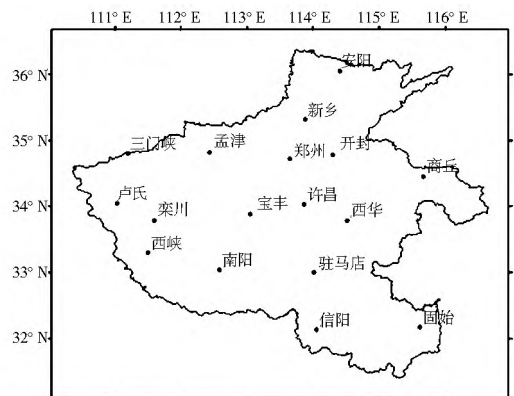 111° E 112° E 113° E 114° E 115° E 116° E
36° N
安阳
新乡
35° N
三门峡
孟津
郑州
开封
商丘
34° N
卢氏
栾川
宝丰
许昌
西华
33° N
西峡
南阳
驻马店
32° N
信阳
固始